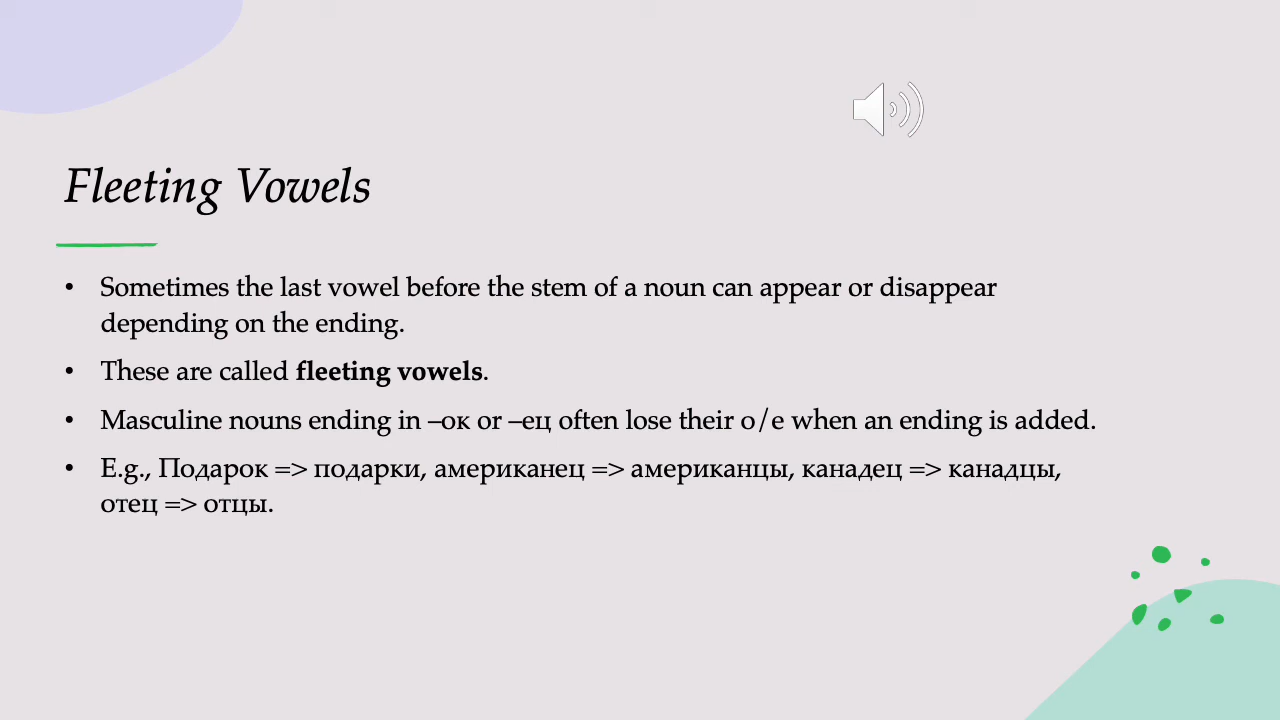 Fleeting Vowels
• Sometimes the last vowel before the stem of a noun can appear or disappear
depending on the ending.
• These are called fleeting vowels.
• Masculine nouns ending in –ок or –ец often lose their о/е when an ending is added.
• E.g., Подарок => подарки, американец => американцы, канадец => канадцы,
отец => отцы.